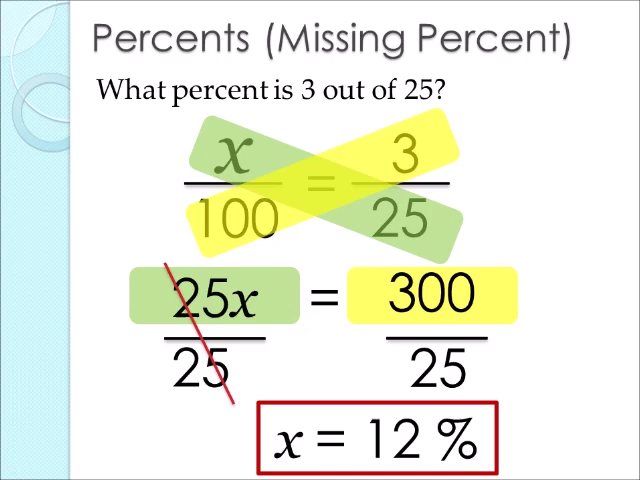 Percents (Missing Percent)
What percent is 3 out of 25?
x/100 = 3/25
25x/25 = 300/25
x = 12 %